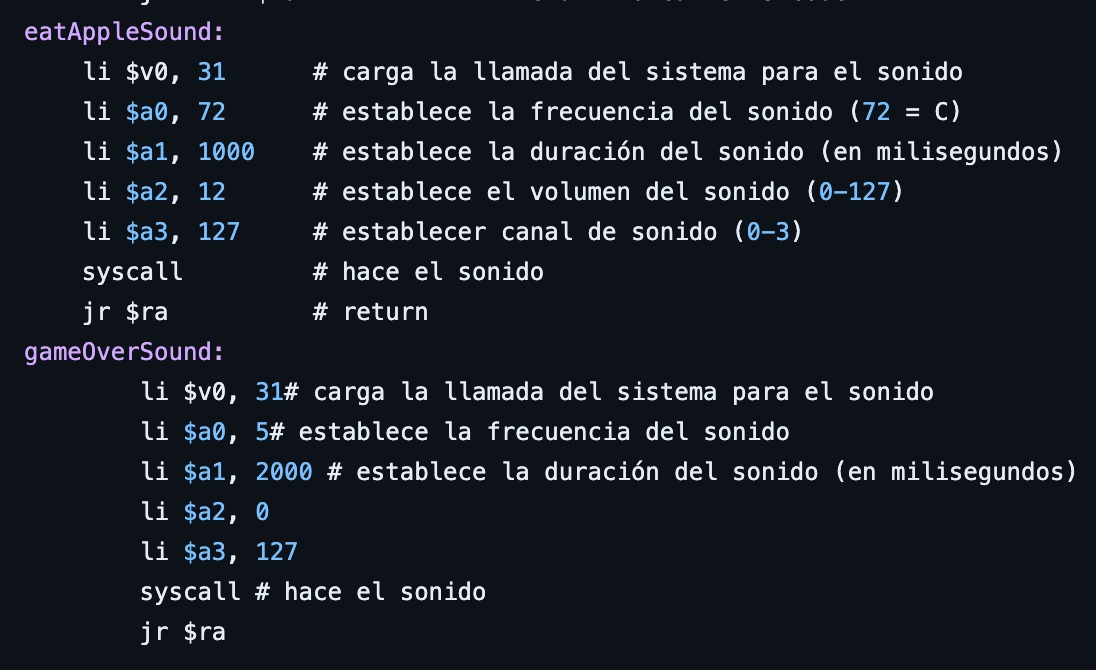 eatAppleSound:
li $v0, 31 # carga la llamada del sistema para el sonido
li $a0, 72 # establece la frecuencia del sonido (72 = C)
li $a1, 1000 # establece la duración del sonido (en milisegundos)
li $a2, 12 # establece el volumen del sonido (0-127)
li $a3, 127 # establecer canal de sonido (0-3)
syscall # hace el sonido
jr $ra # return
gameOverSound:
li $v0, 31# carga la llamada del sistema para el sonido
li $a0, 5# establece la frecuencia del sonido
li $a1, 2000 # establece la duración del sonido (en milisegundos)
li $a2, 0
li $a3, 127
syscall # hace el sonido
jr $ra